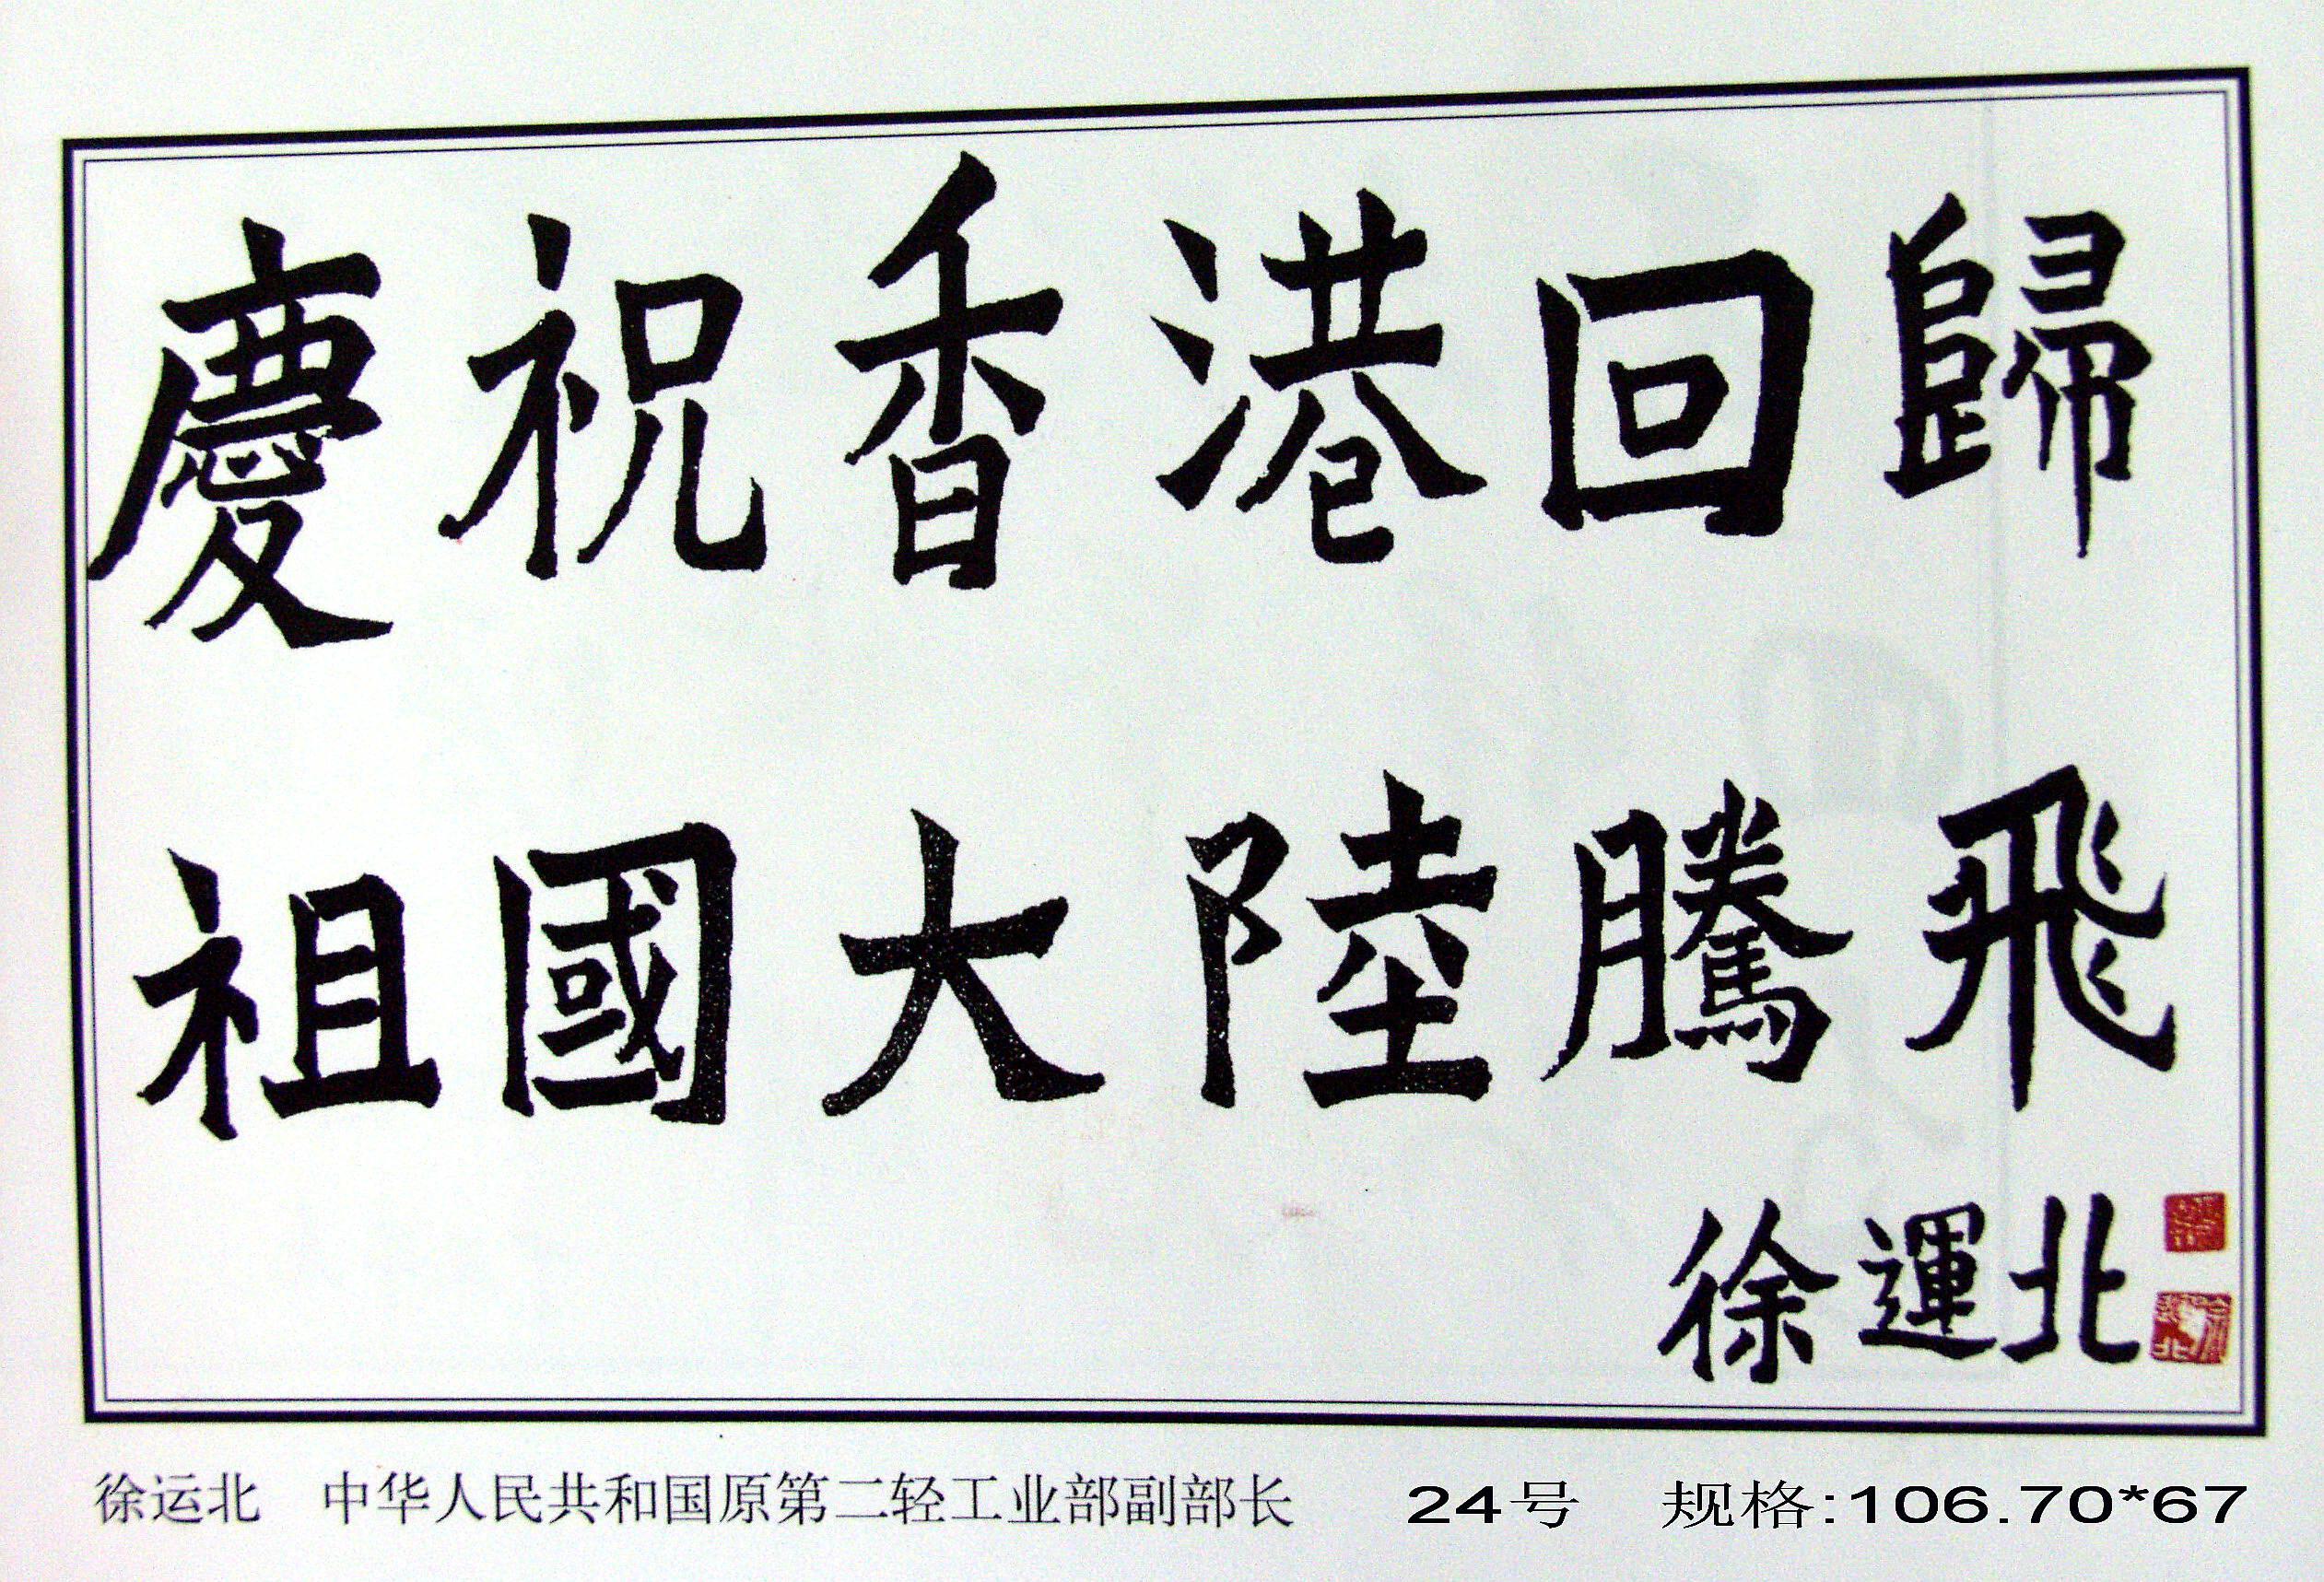 慶祝香港回歸
祖國大陸騰飛
徐運北
徐运北 中华人民共和国原第二轻工业部副部长 24号 规格:106.70*67